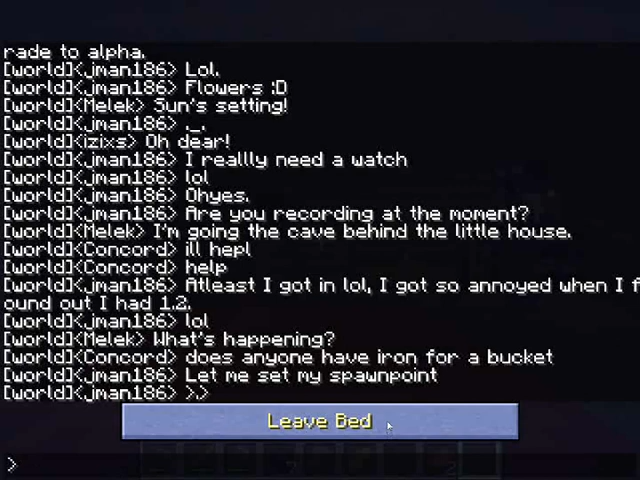 rade to alpha.
[world]<jman186> Lol.
[world]<jman186> Flowers :D
[world]<Melek> Sun's setting!
[world]<jman186> ._.
[world]<izixs> Oh dear!
[world]<jman186> I reallly need a watch
[world]<jman186> lol
[world]<jman186> Ohyes.
[world]<jman186> Are you recording at the moment?
[world]<Melek> I'm going the cave behind the little house.
[world]<Concord> ill hepl
[world]<Concord> help
[world]<jman186> Atleast I got in lol, I got so annoyed when I f
ound out I had 1.2.
[world]<jman186> lol
[world]<Melek> What's happening?
[world]<Concord> does anyone have iron for a bucket
[world]<jman186> Let me set my spawnpoint
[world]<jman186> >.>
Leave Bed
>